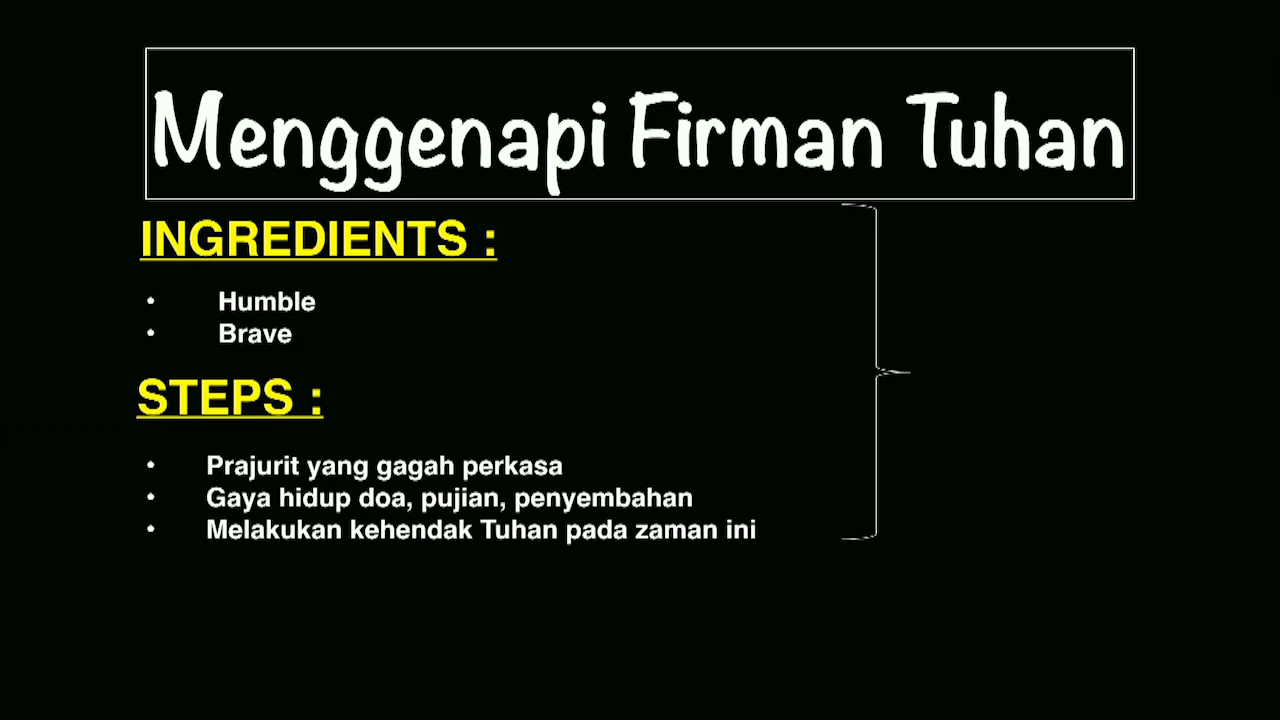 Menggenapi Firman Tuhan
INGREDIENTS :
• Humble
• Brave
STEPS :
• Prajurit yang gagah perkasa
• Gaya hidup doa, pujian, penyembahan
• Melakukan kehendak Tuhan pada zaman ini